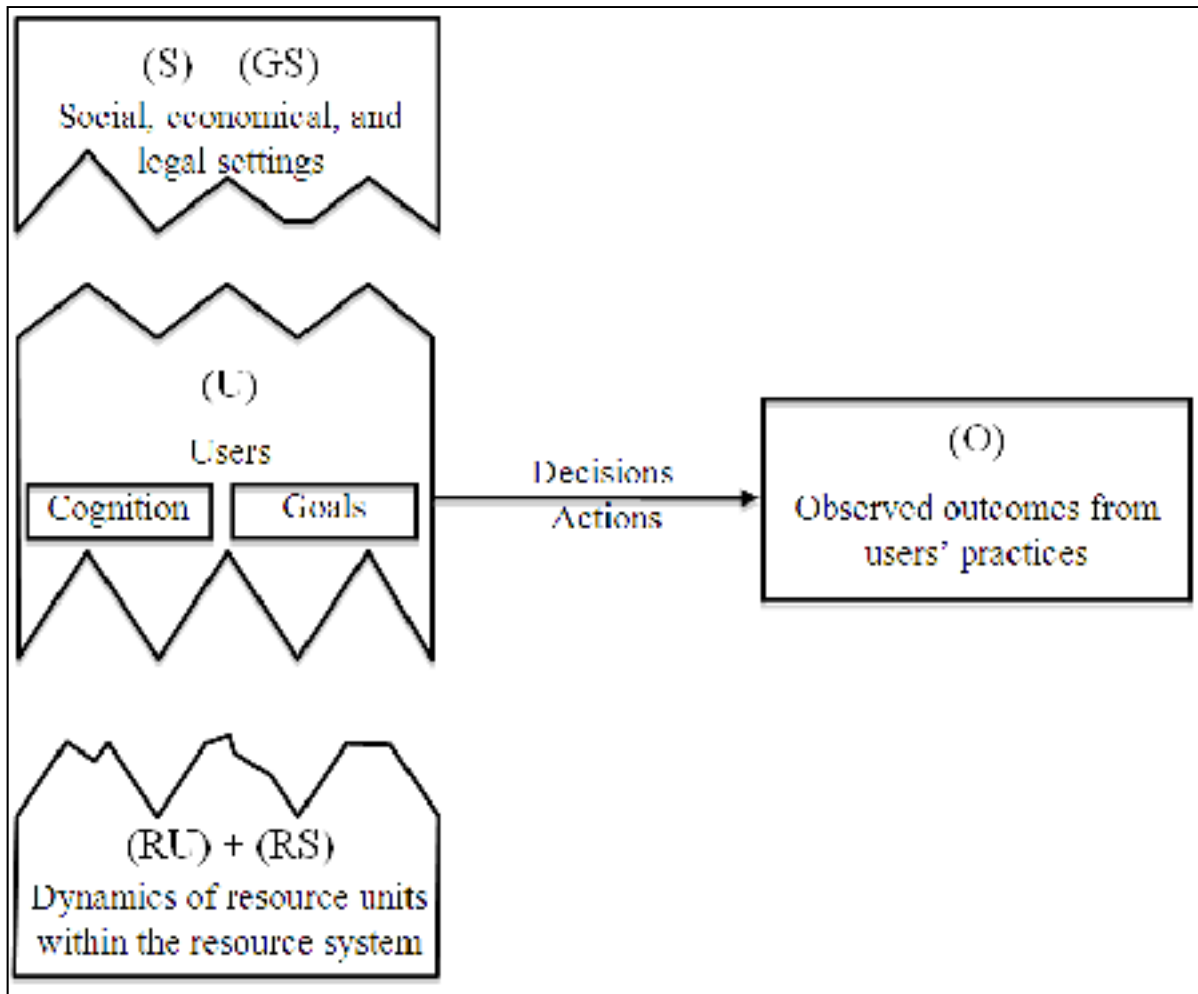 (S) (GS)
Social, economical, and
legal settings
(U)
Users
Cognition
Goals
Decisions
Actions
(O)
Observed outcomes from
users’ practices
(RU) + (RS)
Dynamics of resource units
within the resource system